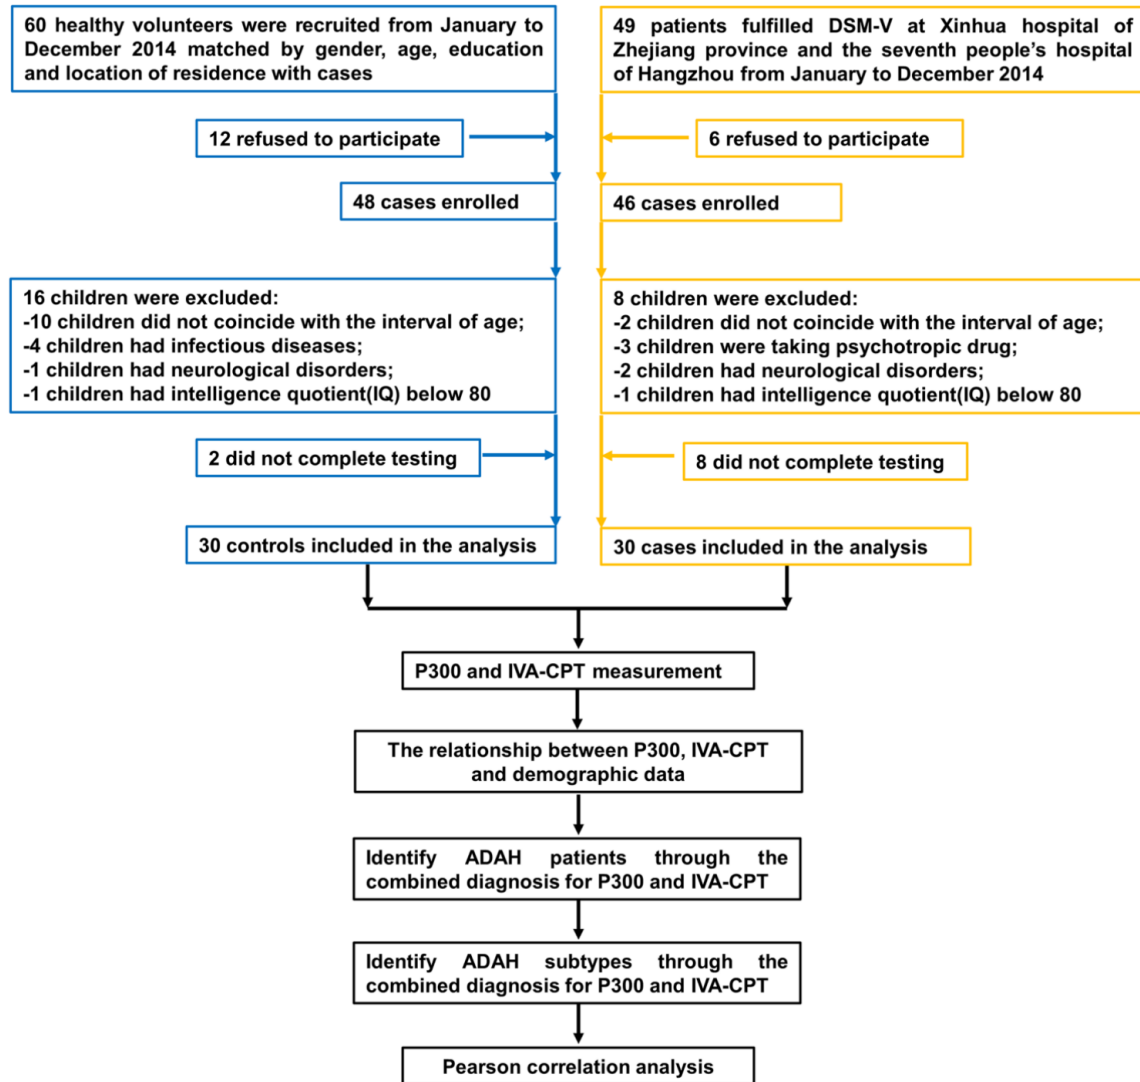 60 healthy volunteers were recruited from January to
December 2014 matched by gender, age, education
and location of residence with cases
12 refused to participate
48 cases enrolled
16 children were excluded:
-10 children did not coincide with the interval of age;
-4 children had infectious diseases;
-1 children had neurological disorders;
-1 children had intelligence quotient(IQ) below 80
2 did not complete testing
30 controls included in the analysis
49 patients fulfilled DSM-V at Xinhua hospital of
Zhejiang province and the seventh people's hospital
of Hangzhou from January to December 2014
6 refused to participate
46 cases enrolled
8 children were excluded:
-2 children did not coincide with the interval of age;
-3 children were taking psychotropic drug;
-2 children had neurological disorders;
-1 children had intelligence quotient(IQ) below 80
8 did not complete testing
30 cases included in the analysis
P300 and IVA-CPT measurement
The relationship between P300, IVA-CPT
and demographic data
Identify ADAH patients through the
combined diagnosis for P300 and IVA-CPT
Identify ADAH subtypes through the
combined diagnosis for P300 and IVA-CPT
Pearson correlation analysis